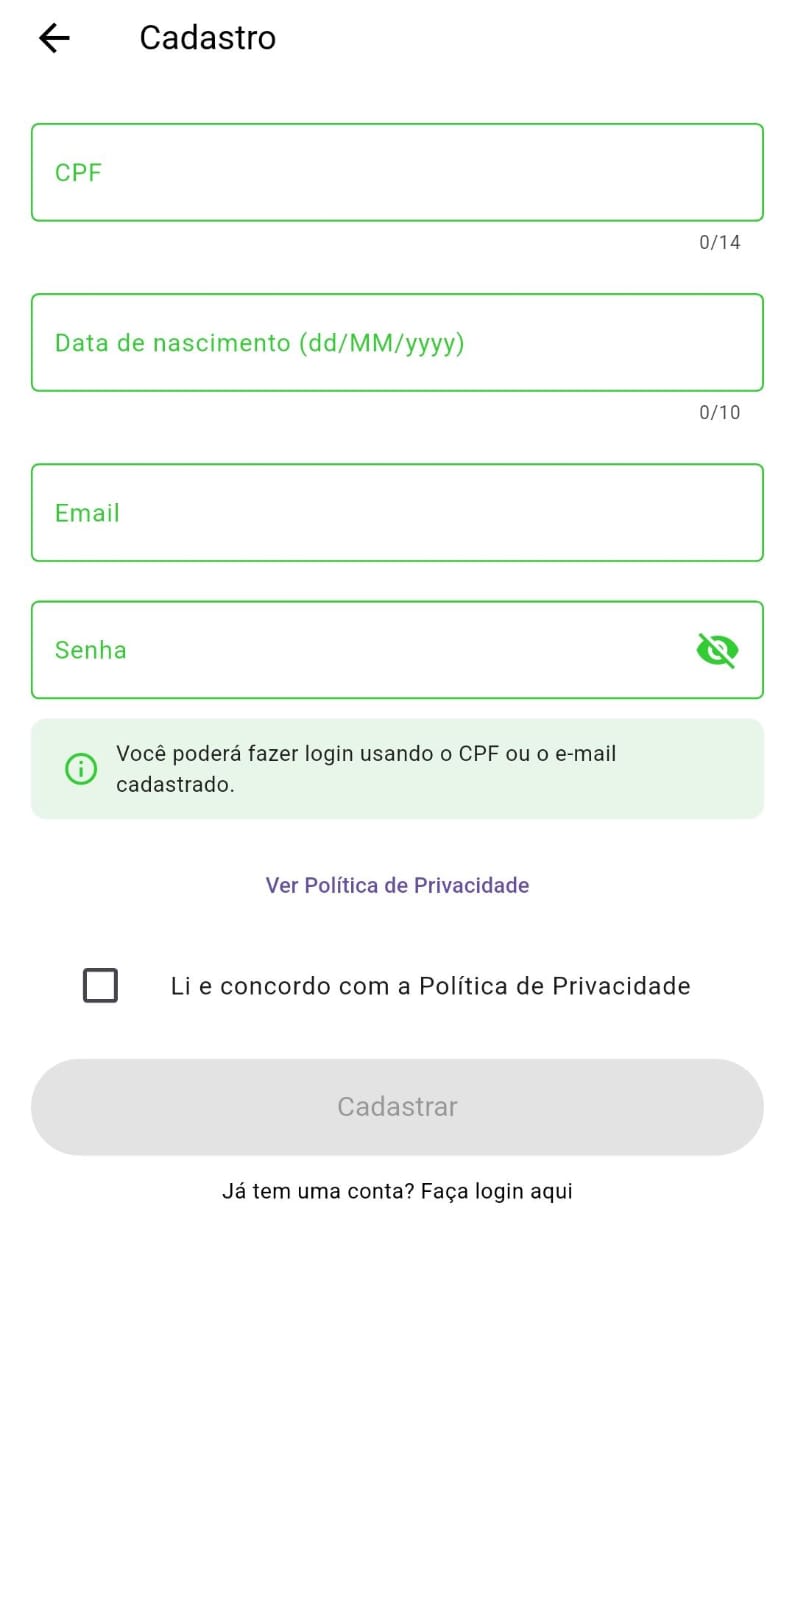 Cadastro
CPF
0/14
Data de nascimento (dd/MM/yyyy)
0/10
Email
Senha
Você poderá fazer login usando o CPF ou o e-mail
cadastrado.
Ver Política de Privacidade
Li e concordo com a Política de Privacidade
Cadastrar
Já tem uma conta? Faça login aqui